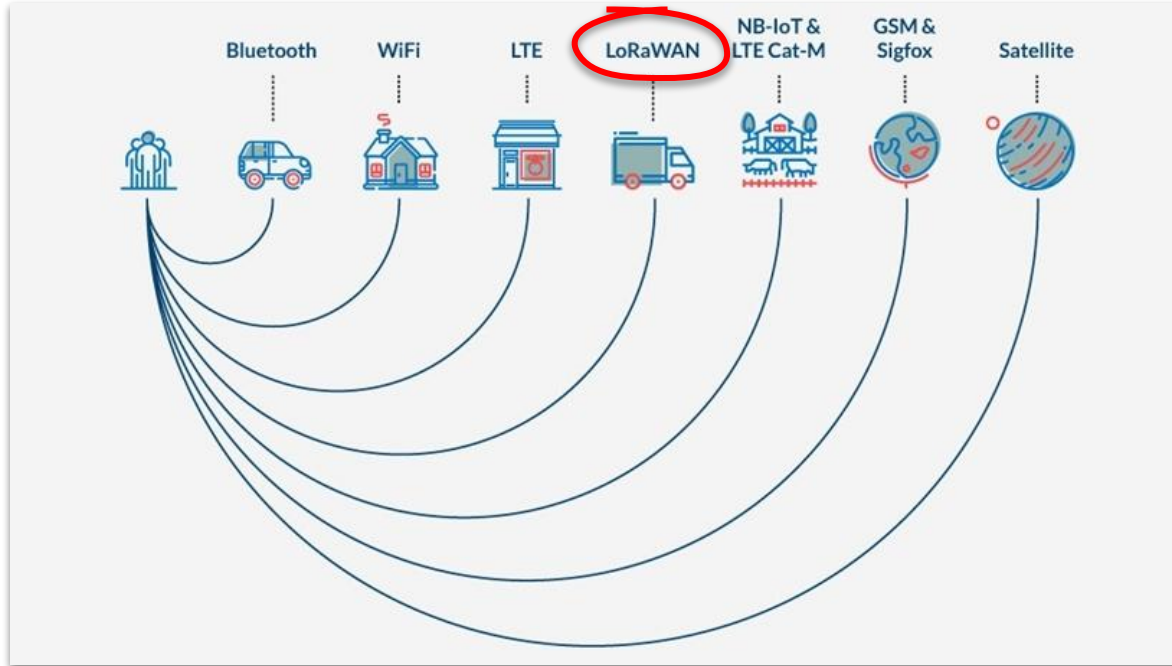 Bluetooth
WiFi
LTE
LoRaWAN
NB-IoT &
LTE Cat-M
GSM &
Sigfox
Satellite